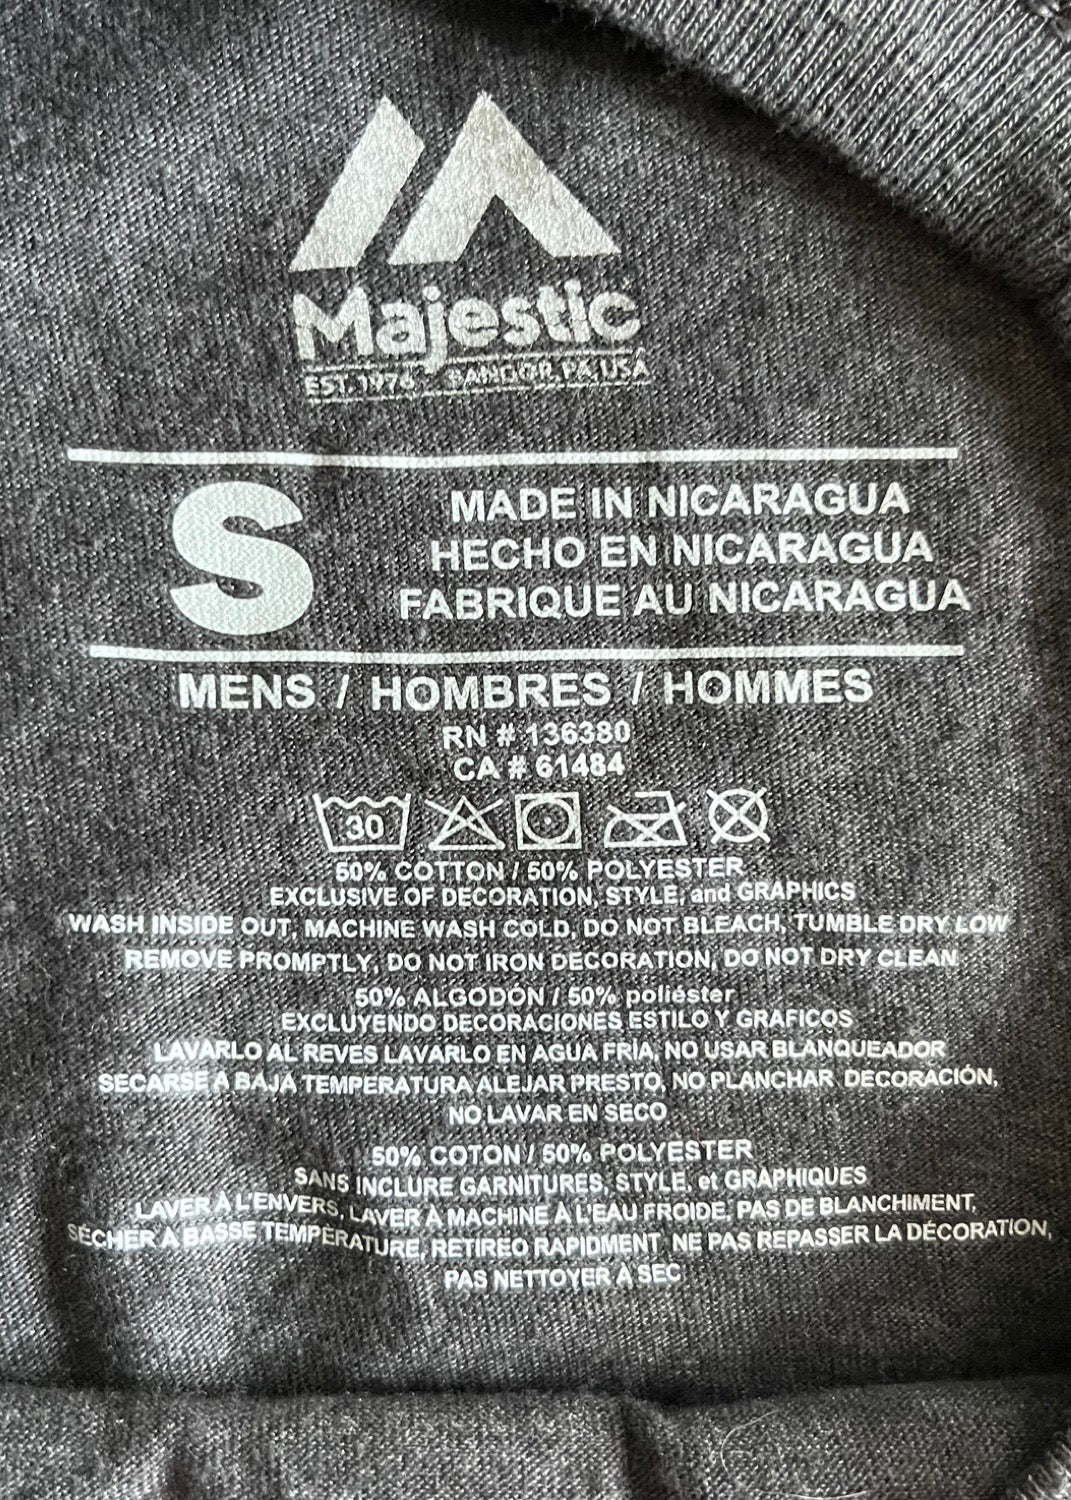 Majestic
EST. 1976 BANGOR, PA, USA
S
MADE IN NICARAGUA
HECHO EN NICARAGUA
FABRIQUE AU NICARAGUA
MENS / HOMBRES / HOMMES
RN # 136380
CA # 61484
30
50% COTTON / 50% POLYESTER
EXCLUSIVE OF DECORATION, STYLE, and GRAPHICS
WASH INSIDE OUT, MACHINE WASH COLD, DO NOT BLEACH, TUMBLE DRY LOW
REMOVE PROMPTLY, DO NOT IRON DECORATION, DO NOT DRY CLEAN
50% ALGODÓN / 50% poliéster
EXCLUYENDO DECORACIONES ESTILO Y GRAFICOS
LAVARLO AL REVES LAVARLO EN AGUA FRÍA, NO USAR BLANQUEADOR
SECARSE A BAJA TEMPERATURA ALEJAR PRESTO, NO PLANCHAR DECORACIÓN,
NO LAVAR EN SECO
50% COTON / 50% POLYESTER
SANS INCLURE GARNITURES, STYLE, et GRAPHIQUES
LAVER À L'ENVERS, LAVER À MACHINE À L'EAU FROIDE, PAS DE BLANCHIMENT,
SÉCHER À BASSE TEMPÉRATURE, RETIREO RAPIDMENT, NE PAS REPASSER LA DÉCORATION,
PAS NETTOYER À SEC